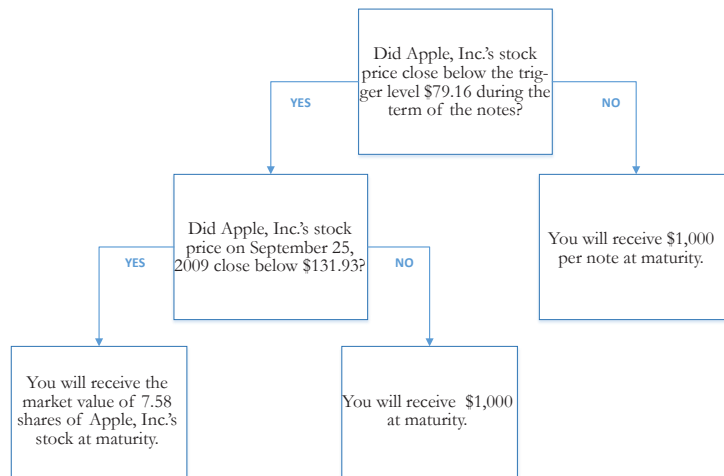 Did Apple, Inc.'s stock
price close below the trig-
ger level $79.16 during the
term of the notes?
YES
NO
Did Apple, Inc.'s stock
price on September 25,
2009 close below $131.93?
You will receive $1,000
per note at maturity.
YES
NO
You will receive the
market value of 7.58
shares of Apple, Inc.'s
stock at maturity.
You will receive $1,000
at maturity.